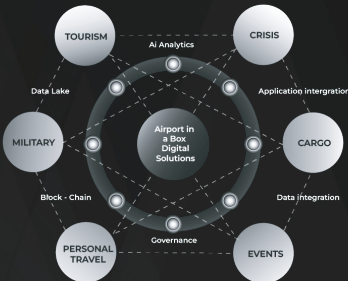 TOURISM
CRISIS
Ai Analytics
Data Lake
Application intergration
MILITARY
Airport in
a Box
Digital
Solutions
CARGO
Block - Chain
Data integration
Governance
PERSONAL
TRAVEL
EVENTS